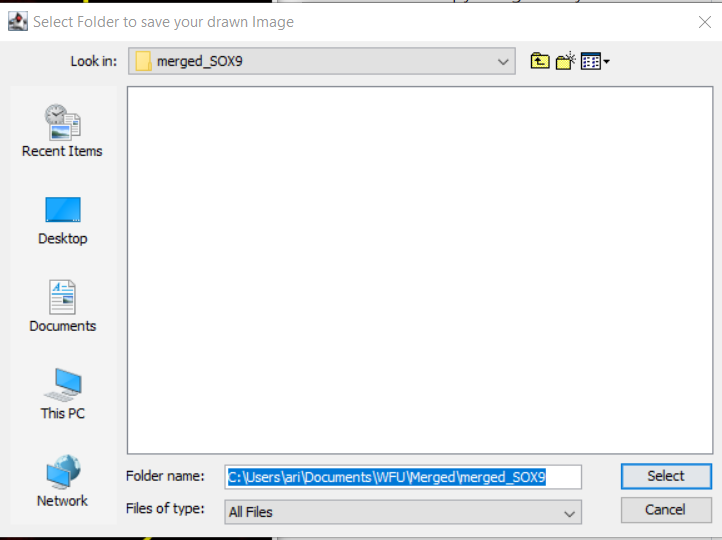 Select Folder to save your drawn Image
Look in:
merged_SOX9
Recent Items
Desktop
Documents
This PC
Network
Folder name:
C:\Users\ari\Documents\WFU\Merged\merged_SOX9
Select
Files of type:
All Files
Cancel